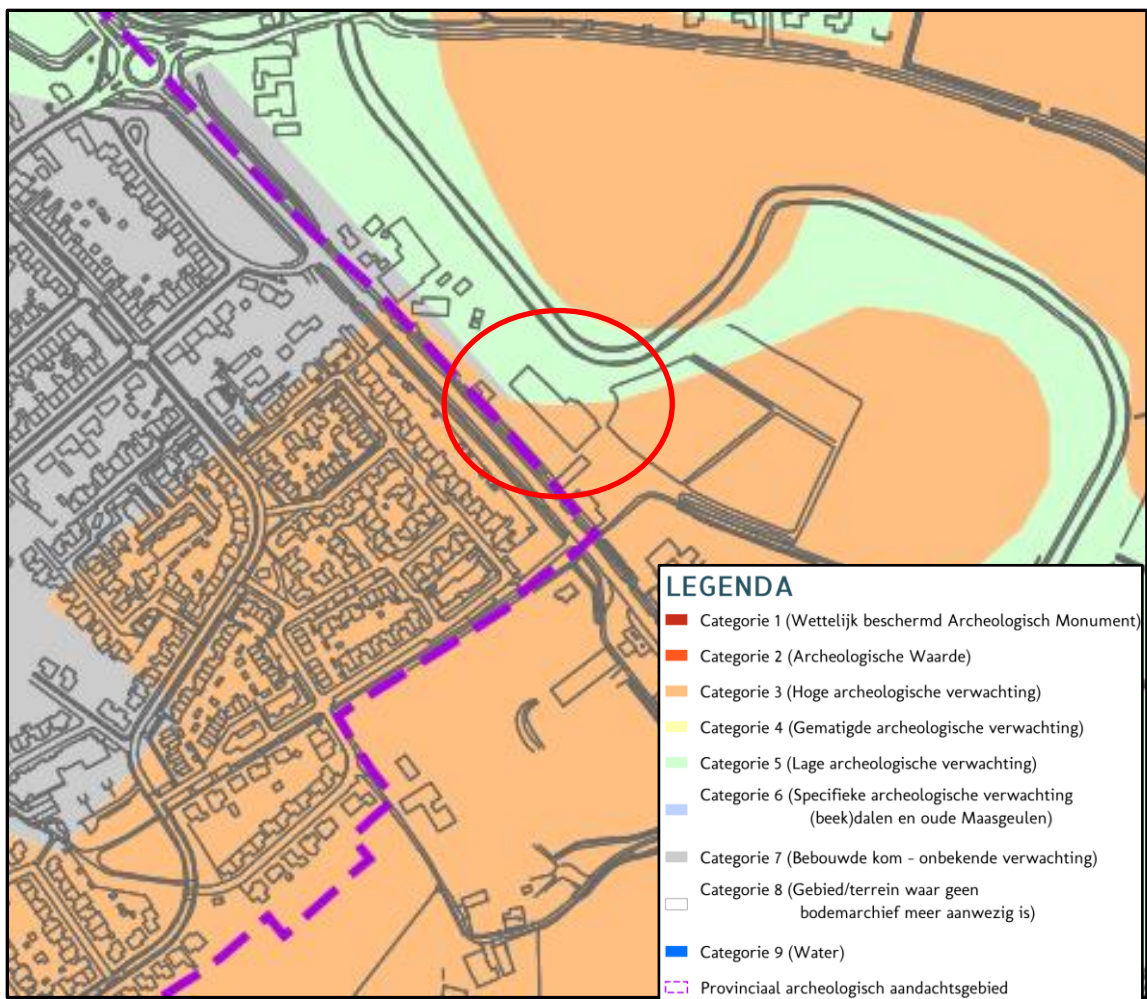 LEGENDA
Categorie 1 (Wettelijk beschermd Archeologisch Monument)
Categorie 2 (Archeologische Waarde)
Categorie 3 (Hoge archeologische verwachting)
Categorie 4 (Gematigde archeologische verwachting)
Categorie 5 (Lage archeologische verwachting)
Categorie 6 (Specifieke archeologische verwachting
(beek)dalen en oude Maasgeulen)
Categorie 7 (Bebouwde kom - onbekende verwachting)
Categorie 8 (Gebied/terrein waar geen
bodemarchief meer aanwezig is)
Categorie 9 (Water)
Provinciaal archeologisch aandachtsgebied